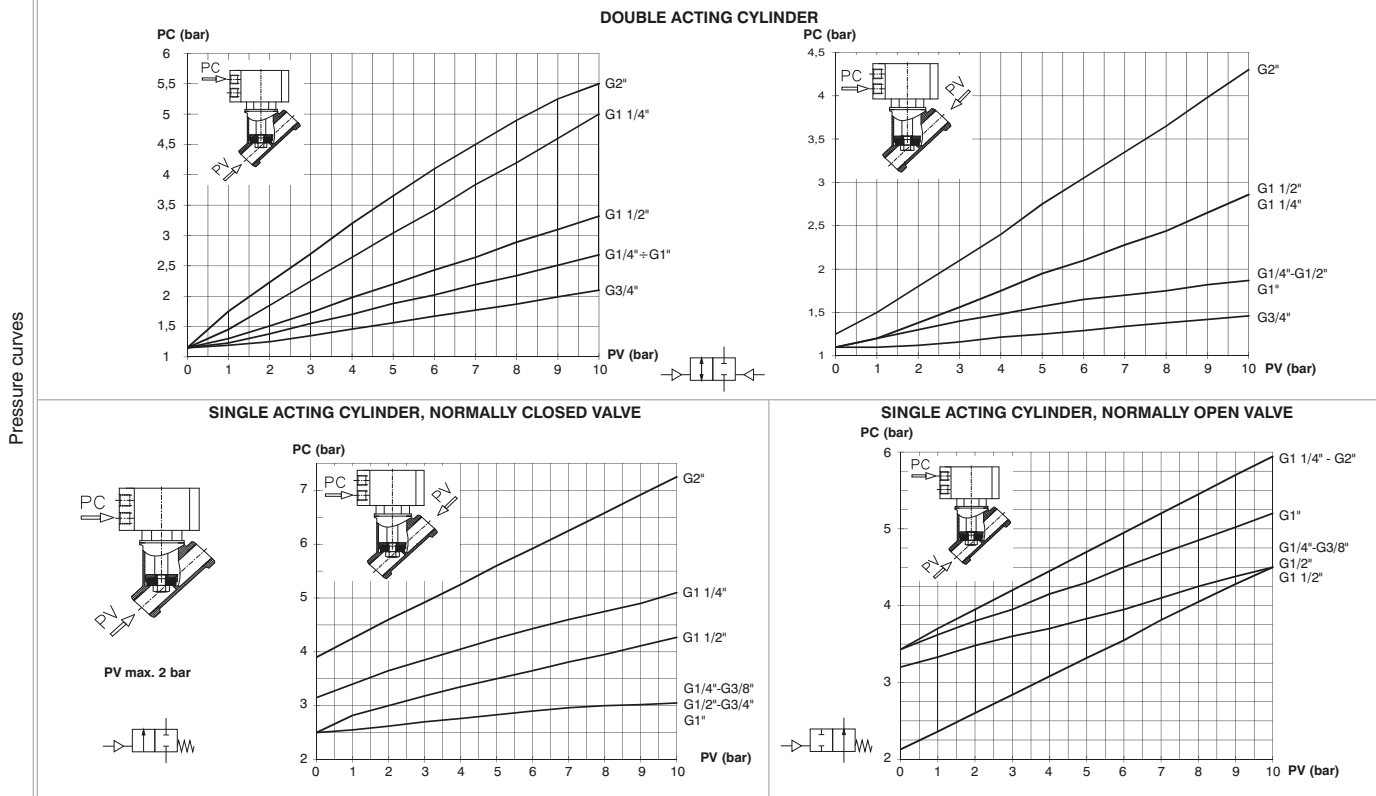 Pressure curves
DOUBLE ACTING CYLINDER
PC (bar)
6
5,5
5
4,5
4
3,5
3
2,5
2
1,5
1
0 1 2 3 4 5 6 7 8 9 10
PV (bar)
PC
PV
G2"
G1 1/4"
G1 1/2"
G1/4"÷G1"
G3/4"
PC (bar)
4,5
4
3,5
3
2,5
2
1,5
1
0 1 2 3 4 5 6 7 8 9 10
PV (bar)
PC
PV
G2"
G1 1/2"
G1 1/4"
G1/4"-G1/2"
G1"
G3/4"
SINGLE ACTING CYLINDER, NORMALLY CLOSED VALVE
PC
PV
PV max. 2 bar
PC (bar)
7
6
5
4
3
2
0 1 2 3 4 5 6 7 8 9 10
PV (bar)
PC
PV
G2"
G1 1/4"
G1 1/2"
G1/4"-G3/8"
G1/2"-G3/4"
G1"
SINGLE ACTING CYLINDER, NORMALLY OPEN VALVE
PC (bar)
6
5
4
3
2
0 1 2 3 4 5 6 7 8 9 10
PV (bar)
PC
PV
G1 1/4" - G2"
G1"
G1/4"-G3/8"
G1/2"
G1 1/2"